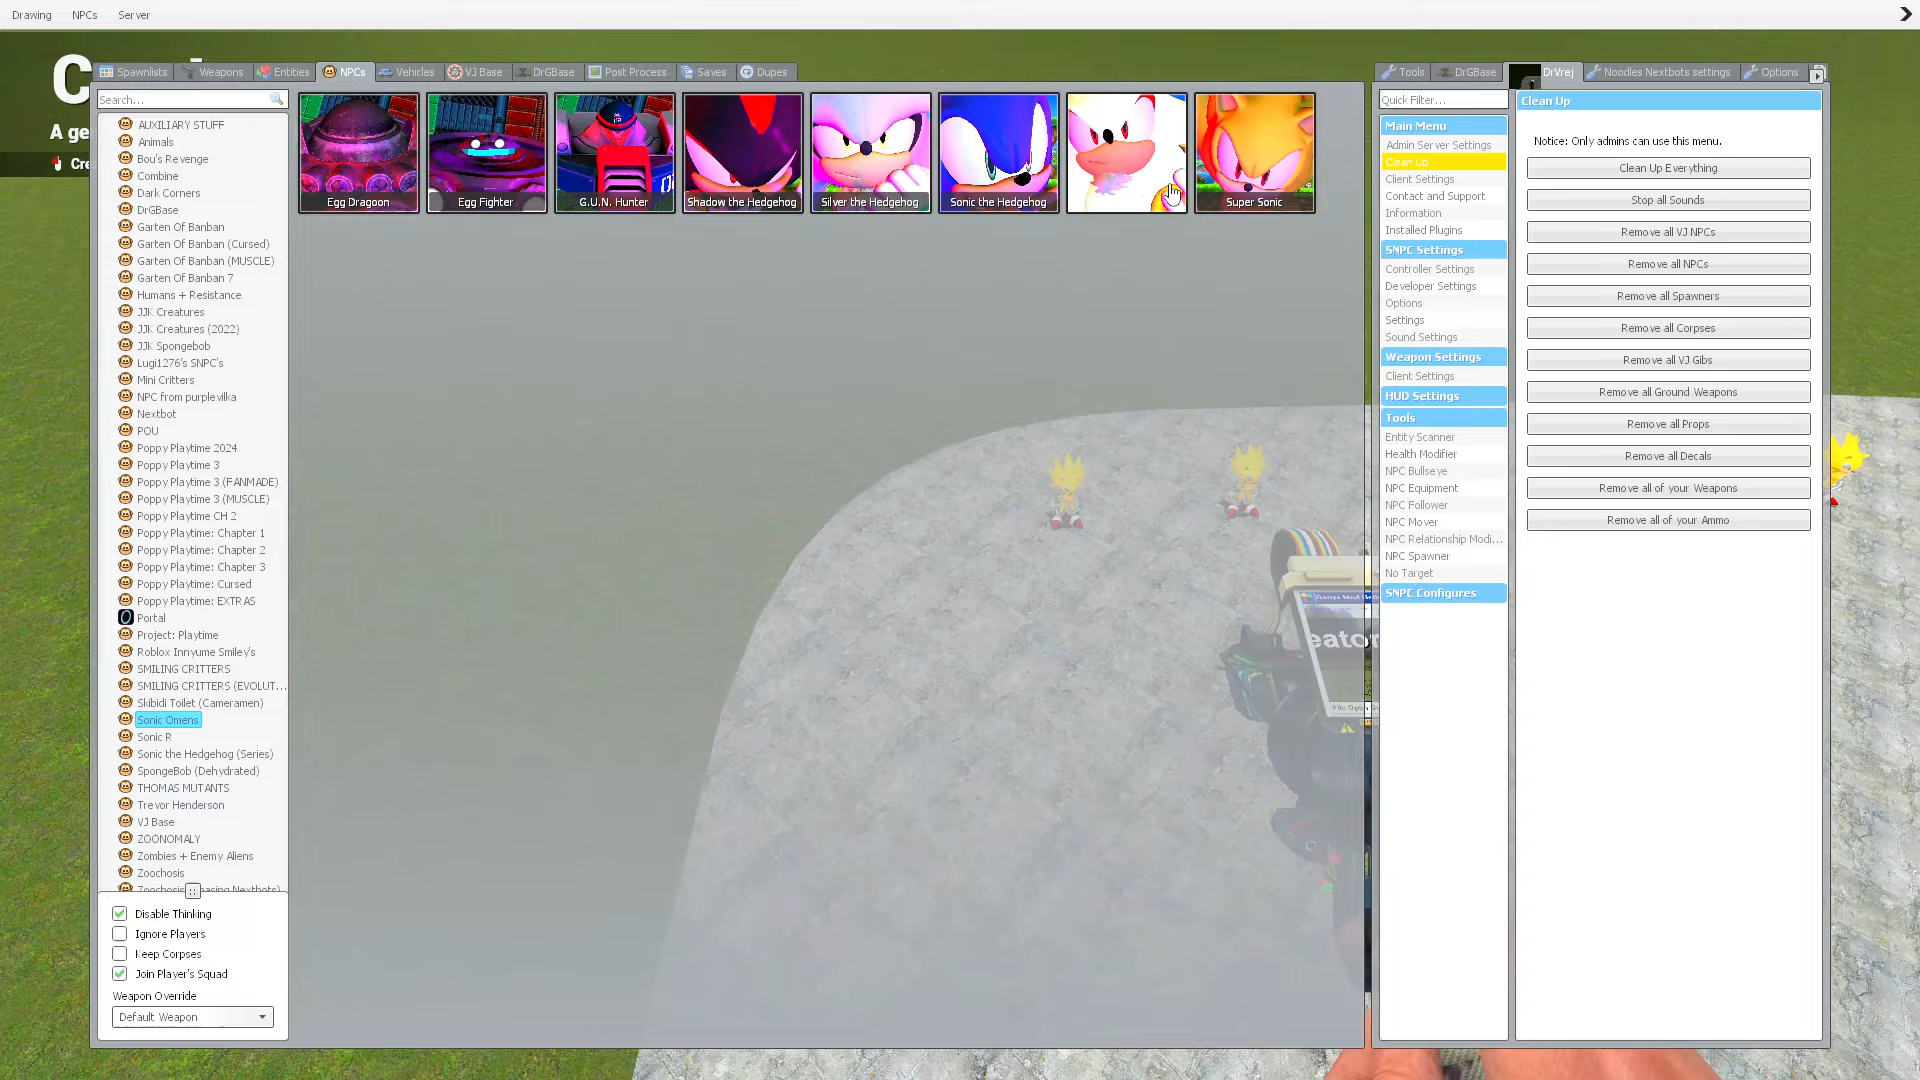 Drawing NPCs Server
C
A ge
Cre
Spawnlists Weapons Entities NPCs Vehicles VJ Base DrGBase Post Process Saves Dupes
Search...
AUXILIARY STUFF
Animals
Bou's Revenge
Combine
Dark Corners
DrGBase
Garten Of Banban
Garten Of Banban (Cursed)
Garten Of Banban (MUSCLE)
Garten Of Banban 7
Humans + Resistance
JJK Creatures
JJK Creatures (2022)
JJK Spongebob
Lugi1276's SNPC's
Mini Critters
NPC from purplevilka
Nextbot
POU
Poppy Playtime 2024
Poppy Playtime 3
Poppy Playtime 3 (FANMADE)
Poppy Playtime 3 (MUSCLE)
Poppy Playtime CH 2
Poppy Playtime: Chapter 1
Poppy Playtime: Chapter 2
Poppy Playtime: Chapter 3
Poppy Playtime: Cursed
Poppy Playtime: EXTRAS
Portal
Project: Playtime
Roblox Innyume Smiley's
SMILING CRITTERS
SMILING CRITTERS (EVOLUT...
Skibidi Toilet (Cameramen)
Sonic Omens
Sonic R
Sonic the Hedgehog (Series)
SpongeBob (Dehydrated)
THOMAS MUTANTS
Trevor Henderson
VJ Base
ZOONOMALY
Zombies + Enemy Aliens
Zoochosis
Disable Thinking
Ignore Players
Keep Corpses
Join Player's Squad
Weapon Override
Default Weapon
Egg Dragoon
Egg Fighter
G.U.N. Hunter
Shadow the Hedgehog
Silver the Hedgehog
Sonic the Hedgehog
Super Sonic
eator
Tools DrGBase DrVrej Noodles Nextbots settings Options
Quick Filter...
Main Menu
Admin Server Settings
Clean Up
Client Settings
Contact and Support
Information
Installed Plugins
SNPC Settings
Controller Settings
Developer Settings
Options
Settings
Sound Settings
Weapon Settings
Client Settings
HUD Settings
Tools
Entity Scanner
Health Modifier
NPC Bullseye
NPC Equipment
NPC Follower
NPC Mover
NPC Relationship Modi...
NPC Spawner
No Target
SNPC Configures
Clean Up
Notice: Only admins can use this menu.
Clean Up Everything
Stop all Sounds
Remove all VJ NPCs
Remove all NPCs
Remove all Spawners
Remove all Corpses
Remove all VJ Gibs
Remove all Ground Weapons
Remove all Props
Remove all Decals
Remove all of your Weapons
Remove all of your Ammo